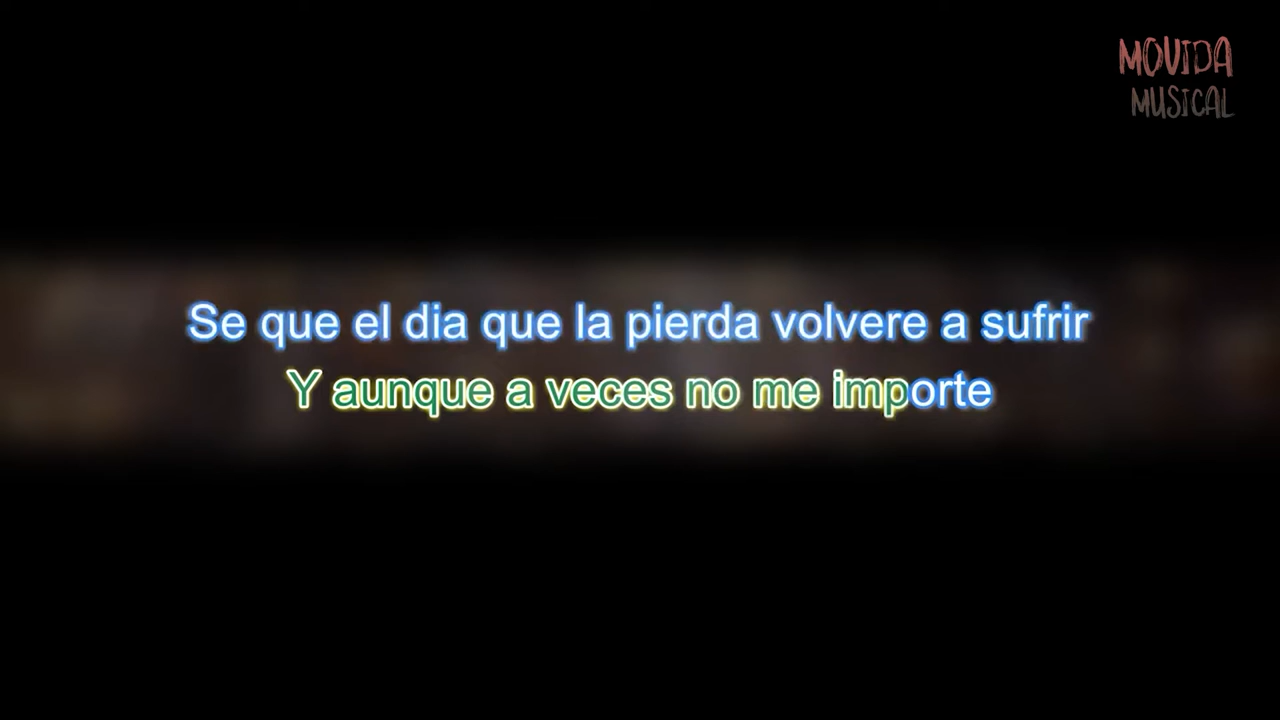 MOVIDA
MUSICAL
Se que el dia que la pierda volvere a sufrir
Y aunque a veces no me importe